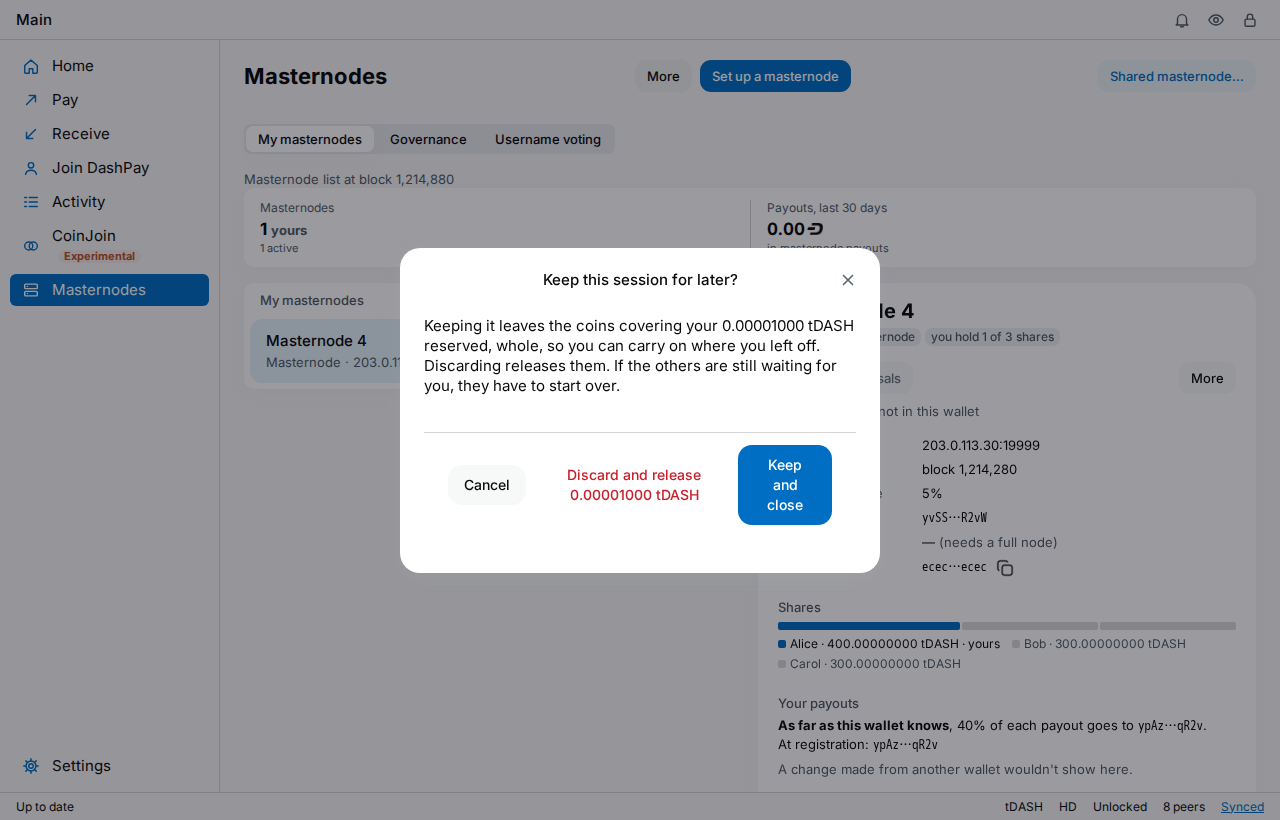 Main
Home
Pay
Receive
Join DashPay
Activity
CoinJoin
Experimental
Masternodes
Settings
Masternodes
More
Set up a masternode
Shared masternode...
My masternodes
Governance
Username voting
Masternode list at block 1,214,880
Masternodes
1 yours
1 active
Payouts, last 30 days
0.00
in masternode payouts
My masternodes
Masternode 4
Masternode · 203.0.11
de 4
ernode
you hold 1 of 3 shares
sals
More
not in this wallet
203.0.113.30:19999
block 1,214,280
5%
yvSS⋯R2vW
— (needs a full node)
ecec⋯ecec
Shares
Alice · 400.00000000 tDASH · yours
Bob · 300.00000000 tDASH
Carol · 300.00000000 tDASH
Your payouts
As far as this wallet knows, 40% of each payout goes to ypAz⋯qR2v.
At registration: ypAz⋯qR2v
A change made from another wallet wouldn't show here.
Keep this session for later?
Keeping it leaves the coins covering your 0.00001000 tDASH
reserved, whole, so you can carry on where you left off.
Discarding releases them. If the others are still waiting for
you, they have to start over.
Cancel
Discard and release
0.00001000 tDASH
Keep
and
close
Up to date
tDASH
HD
Unlocked
8 peers
Synced